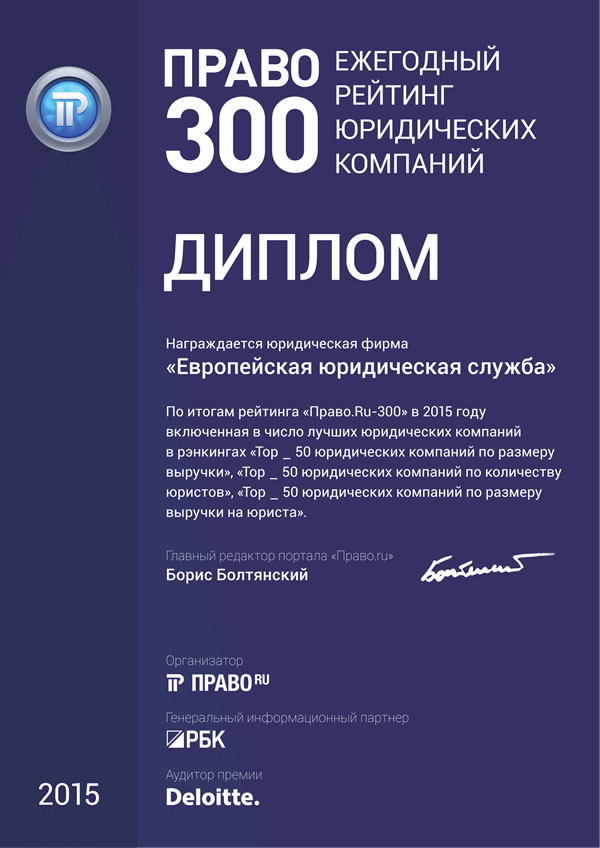 ПРАВО
300
ЕЖЕГОДНЫЙ
РЕЙТИНГ
ЮРИДИЧЕСКИХ
КОМПАНИЙ
ДИПЛОМ
Награждается юридическая фирма
«Европейская юридическая служба»
По итогам рейтинга «Право.Ru-300» в 2015 году
включенная в число лучших юридических компаний
в рэнкингах «Top _ 50 юридических компаний по размеру
выручки», «Top _ 50 юридических компаний по количеству
юристов», «Top _ 50 юридических компаний по размеру
выручки на юриста».
Главный редактор портала «Право.ru»
Борис Болтянский
Организатор
ПРАВО RU
Генеральный информационный партнер
РБК
Аудитор премии
Deloitte.
2015